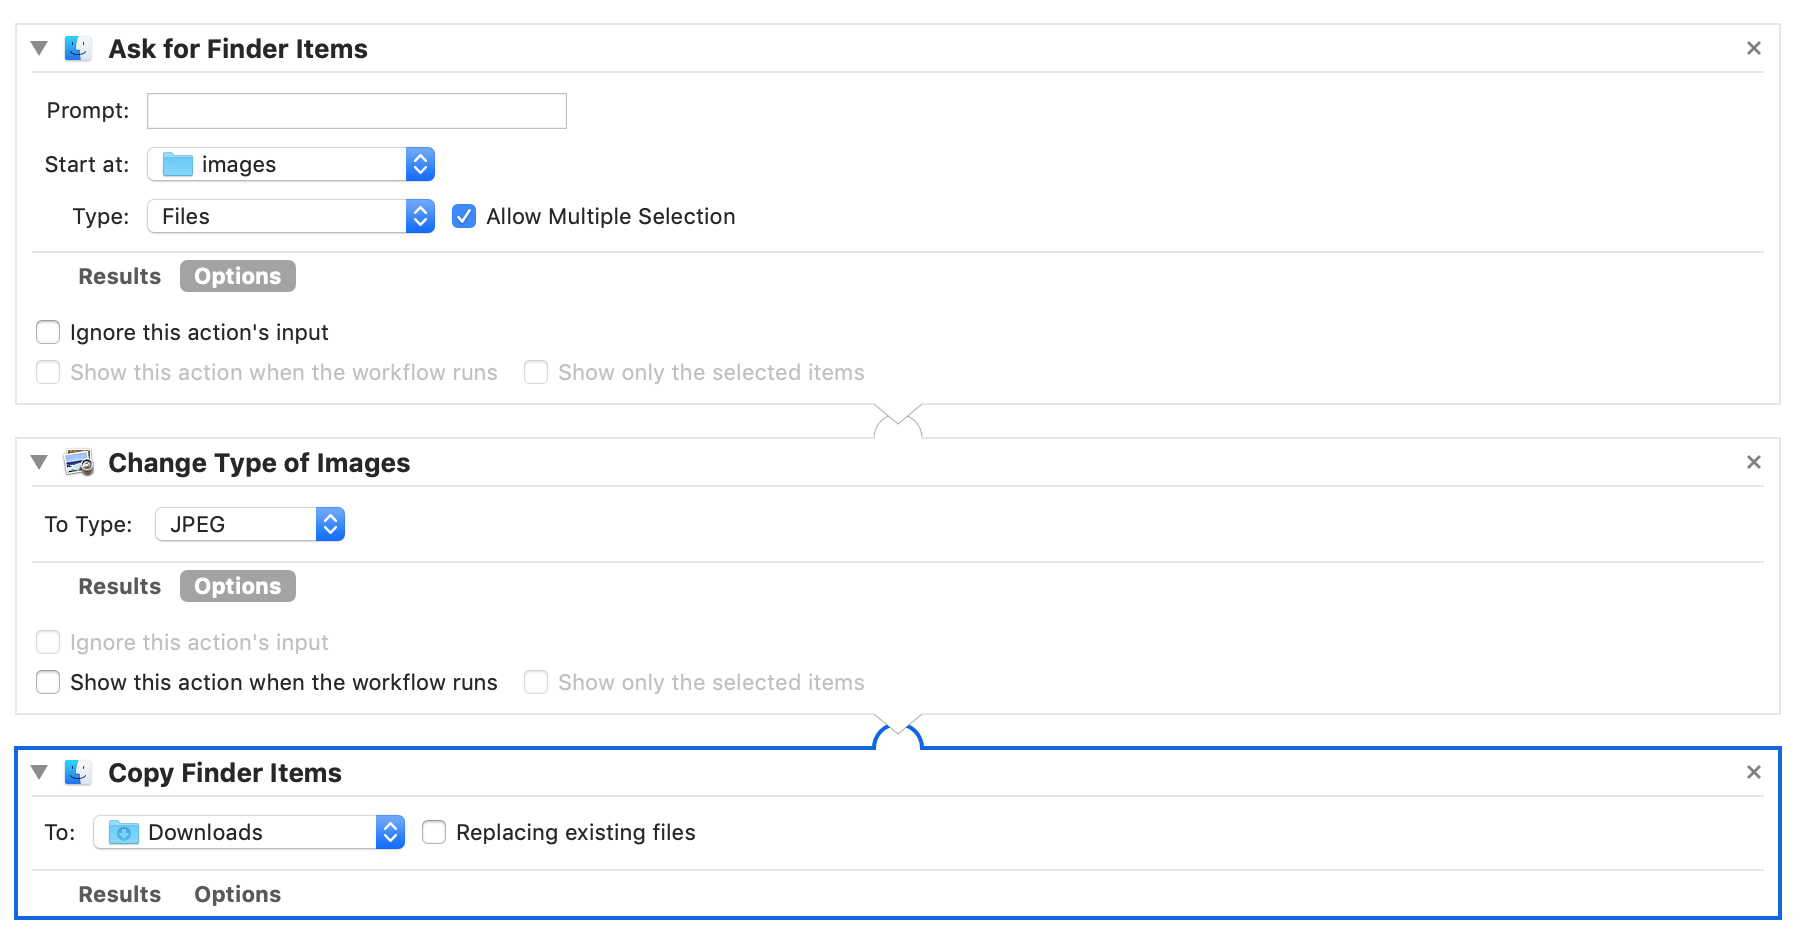 Ask for Finder Items
Prompt:
Start at: images
Type: Files Allow Multiple Selection
Results Options
Ignore this action's input
Show this action when the workflow runs Show only the selected items
Change Type of Images
To Type: JPEG
Results Options
Ignore this action's input
Show this action when the workflow runs Show only the selected items
Copy Finder Items
To: Downloads Replacing existing files
Results Options